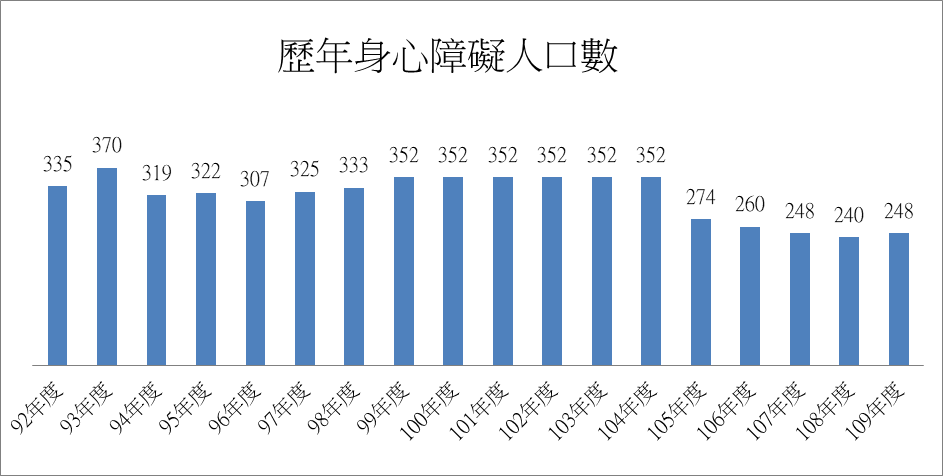 歷年身心障礙人口數
335 370 319 322 307 325 333 352 352 352 352 352 352 274 260 248 240 248
92年度 93年度 94年度 95年度 96年度 97年度 98年度 99年度 100年度 101年度 102年度 103年度 104年度 105年度 106年度 107年度 108年度 109年度